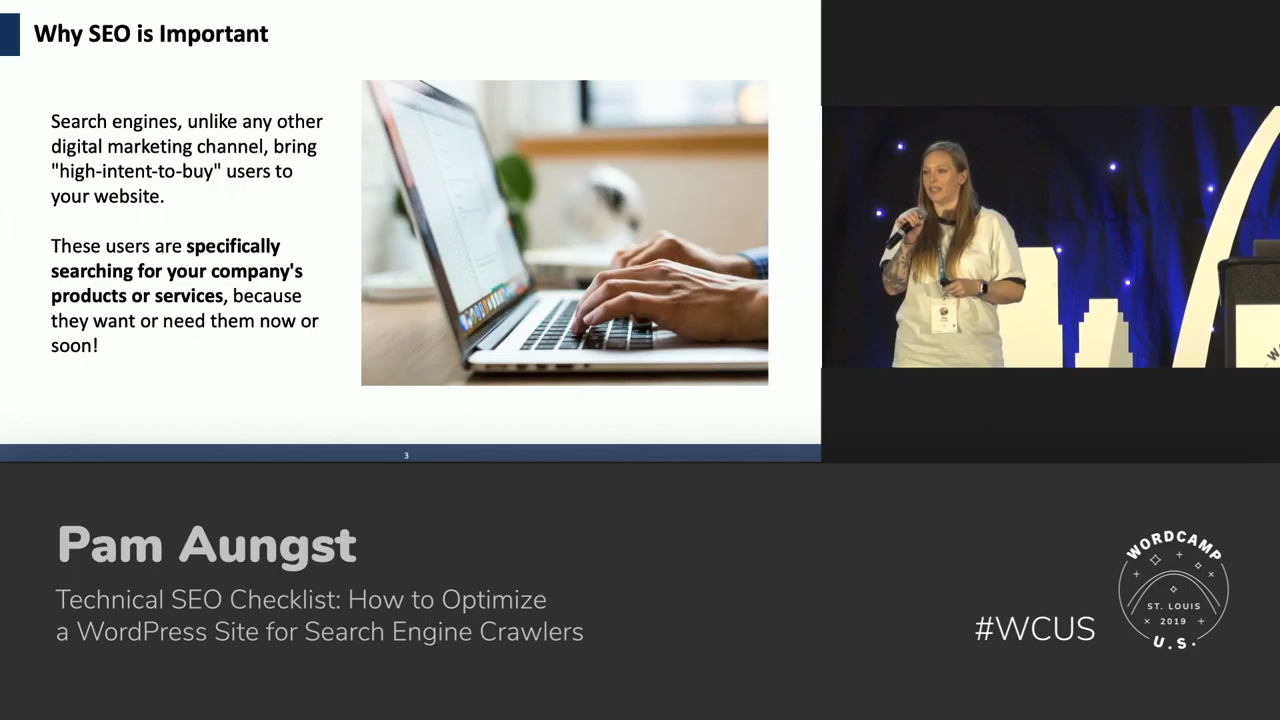 Why SEO is Important
Search engines, unlike any other
digital marketing channel, bring
"high-intent-to-buy" users to
your website.
These users are specifically
searching for your company's
products or services, because
they want or need them now or
soon!
3
Pam Aungst
Technical SEO Checklist: How to Optimize
a WordPress Site for Search Engine Crawlers
#WCUS
WORDCAMP
ST. LOUIS
2019
U.S.